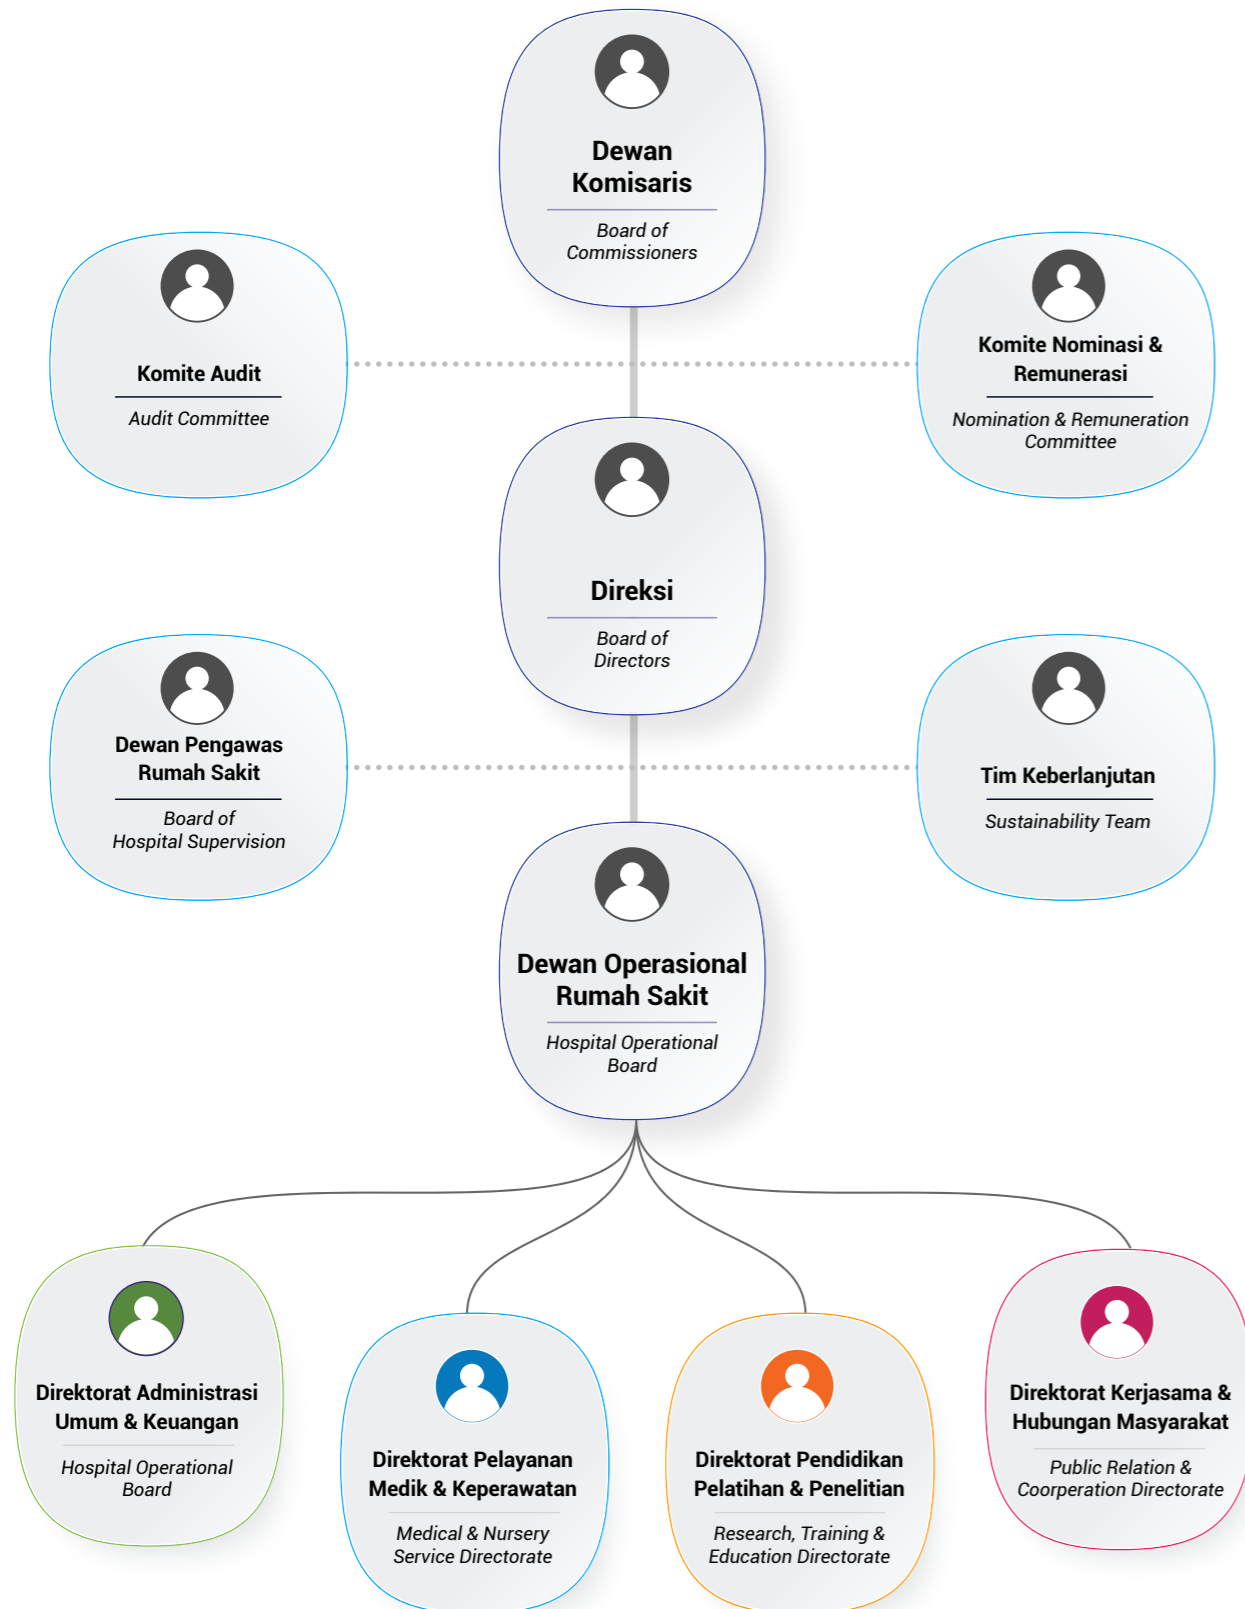 Dewan
Komisaris
Board of
Commissioners
Komite Audit
Audit Committee
Komite Nominasi &
Remunerasi
Nomination & Remuneration
Committee
Direksi
Board of
Directors
Dewan Pengawas
Rumah Sakit
Board of
Hospital Supervision
Tim Keberlanjutan
Sustainability Team
Dewan Operasional
Rumah Sakit
Hospital Operational
Board
Direktorat Administrasi
Umum & Keuangan
Hospital Operational
Board
Direktorat Pelayanan
Medik & Keperawatan
Medical & Nursery
Service Directorate
Direktorat Pendidikan
Pelatihan & Penelitian
Research, Training &
Education Directorate
Direktorat Kerjasama &
Hubungan Masyarakat
Public Relation &
Coorperation Directorate